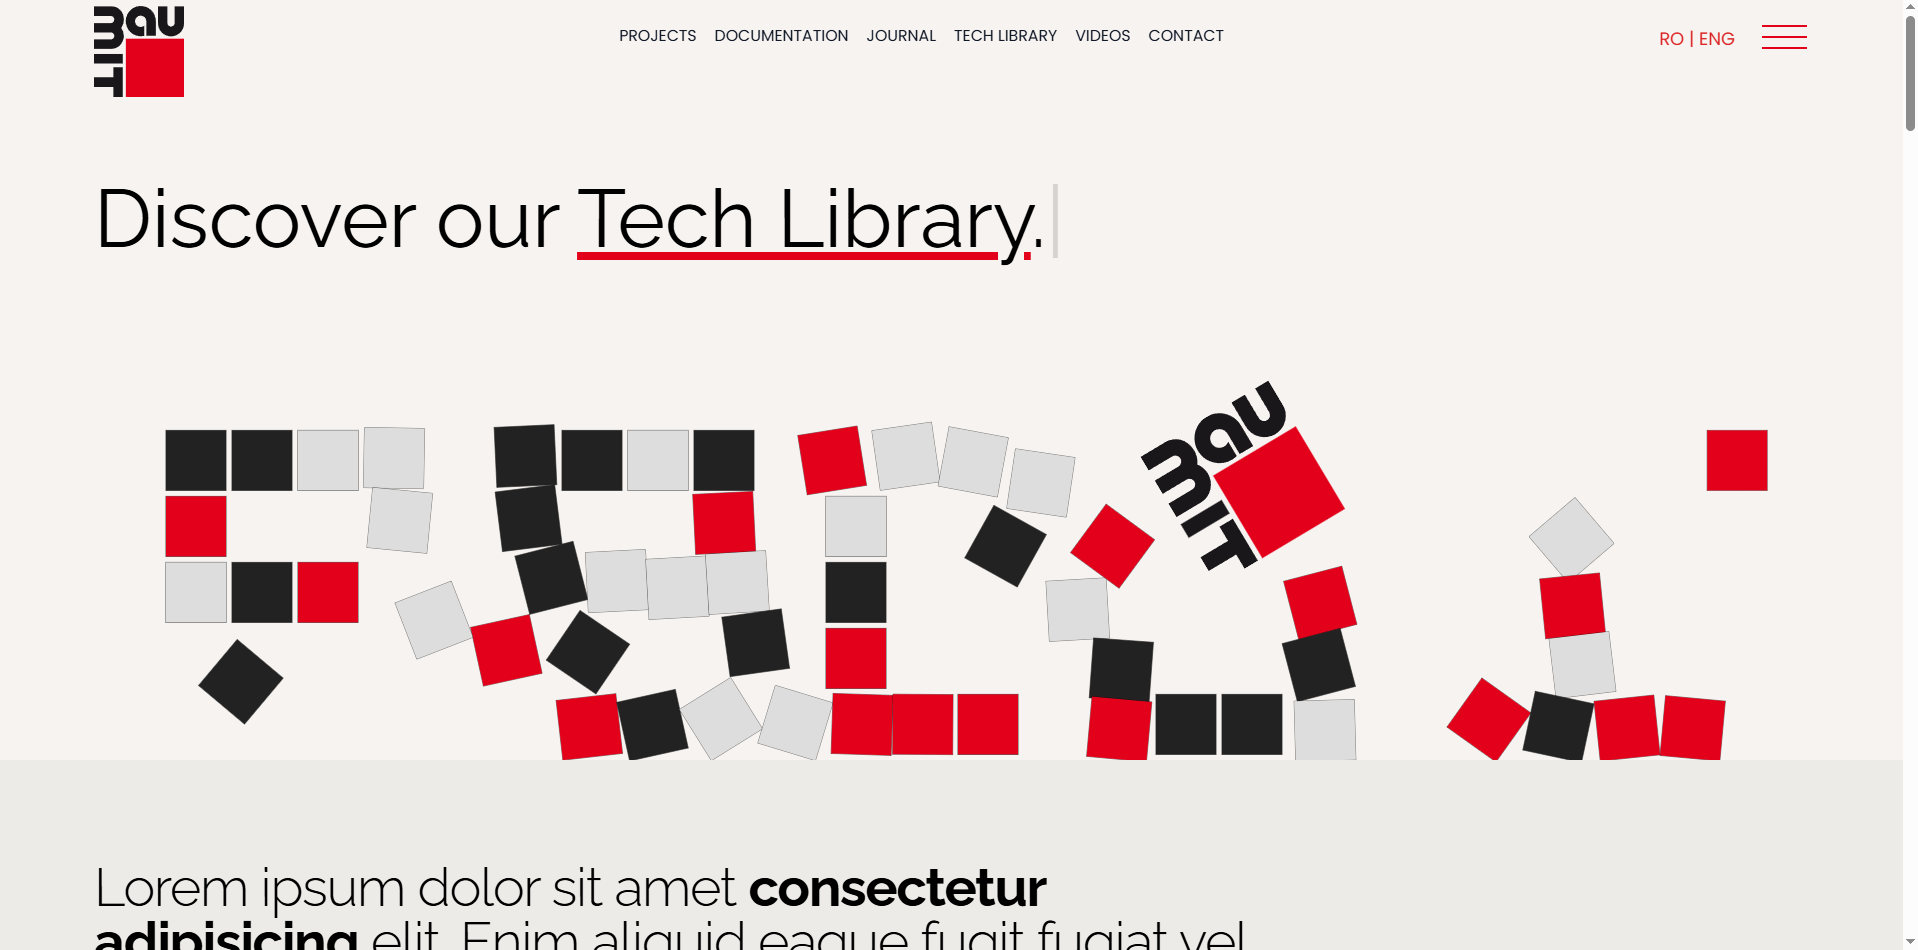 BAUMIT
PROJECTS DOCUMENTATION JOURNAL TECH LIBRARY VIDEOS CONTACT
RO | ENG
Discover our Tech Library.
BAUMIT
Lorem ipsum dolor sit amet consectetur
adipisicing elit. Enim aliquid eaque fugit fugiat vel